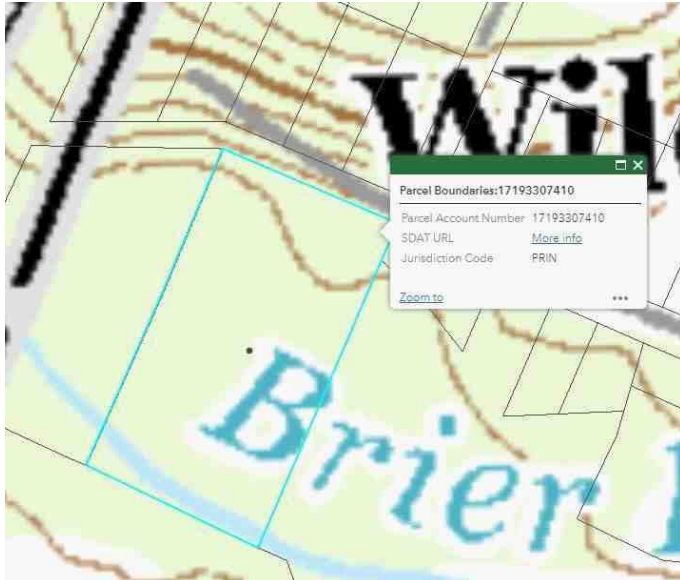 Wil
Parcel Boundaries:17193307410
Parcel Account Number 17193307410
SDAT URL More info
Jurisdiction Code PRIN
Zoom to
Brier